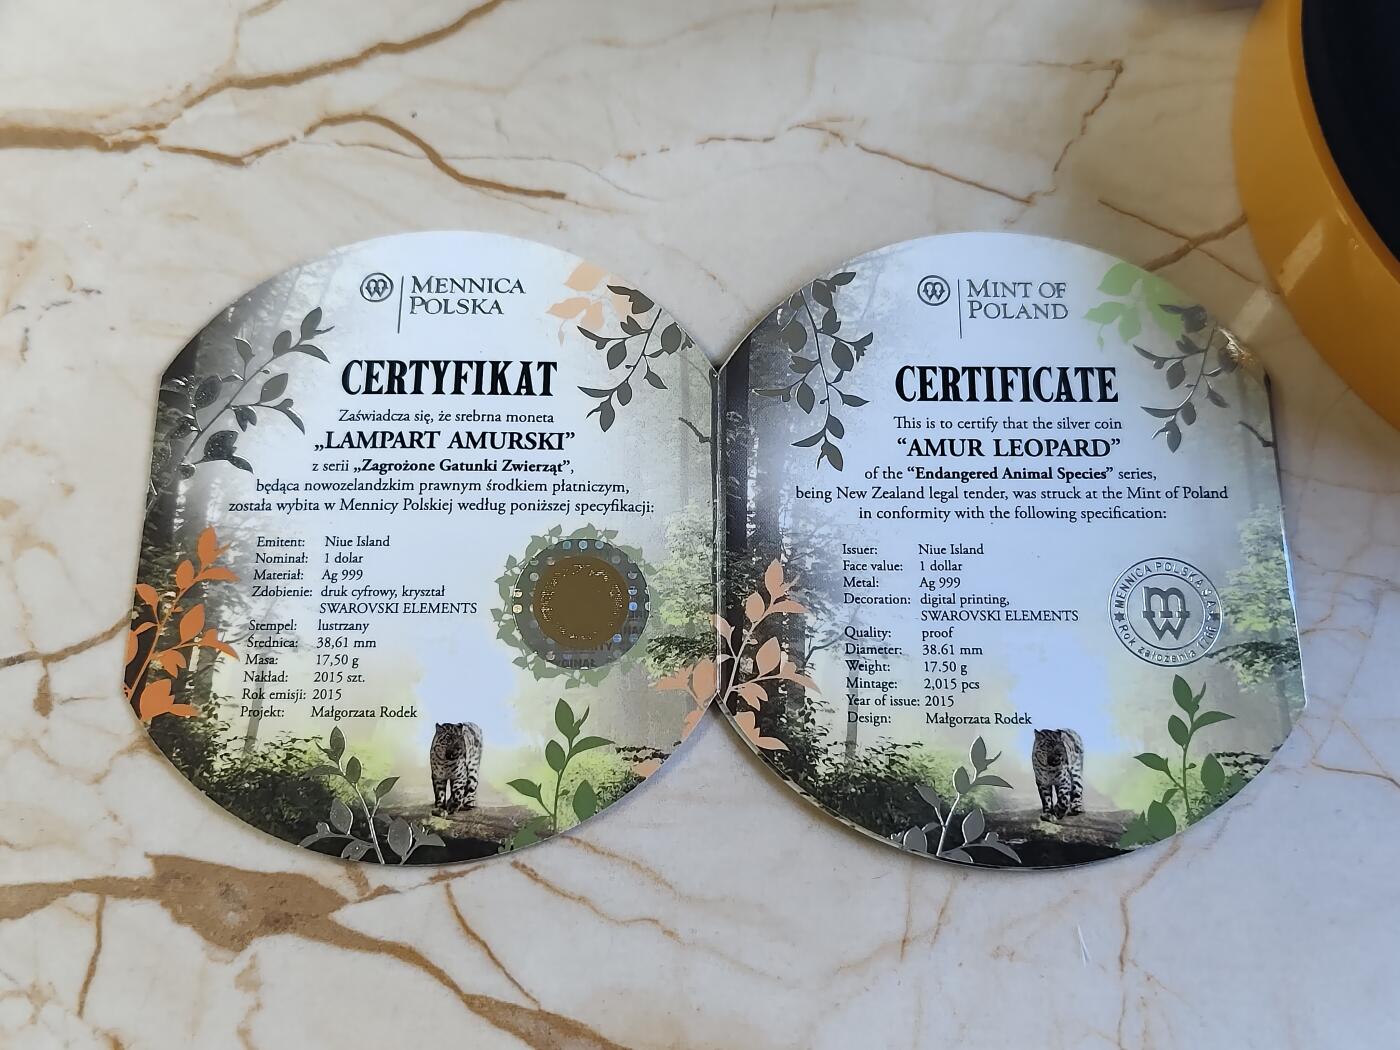 MENNICA
POLSKA
CERTYFIKAT
Zaświadcza się, że srebrna moneta
„LAMPART AMURSKI”
z serii „Zagrożone Gatunki Zwierząt”,
będąca nowozelandzkim prawnym środkiem płatniczym,
została wybita w Mennicy Polskiej według poniższej specyfikacji:
Emitent: Niue Island
Nominał: 1 dolar
Materiał: Ag 999
Zdobienie: druk cyfrowy, kryształ
SWAROVSKI ELEMENTS
Stempel: lustrzany
Średnica: 38,61 mm
Masa: 17,50 g
Nakład: 2015 szt.
Rok emisji: 2015
Projekt: Małgorzata Rodek
MINT OF
POLAND
CERTIFICATE
This is to certify that the silver coin
“AMUR LEOPARD”
of the “Endangered Animal Species” series,
being New Zealand legal tender, was struck at the Mint of Poland
in conformity with the following specification:
Issuer: Niue Island
Face value: 1 dollar
Metal: Ag 999
Decoration: digital printing,
SWAROVSKI ELEMENTS
Quality: proof
Diameter: 38.61 mm
Weight: 17.50 g
Mintage: 2,015 pcs
Year of issue: 2015
Design: Małgorzata Rodek
MENNICA POLSKA S.A.
Rok założenia 1766